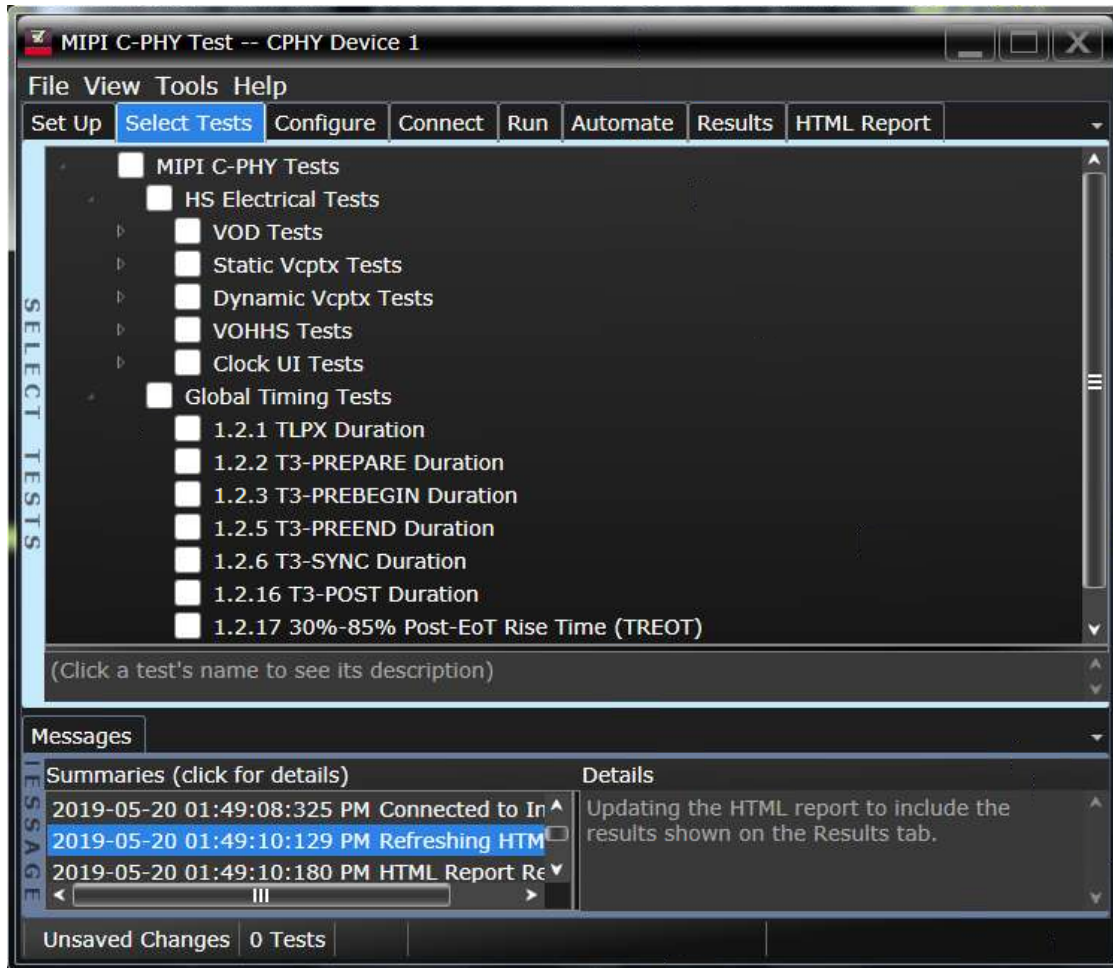 MIPI C-PHY Test -- CPHY Device 1
File View Tools Help
Set Up Select Tests Configure Connect Run Automate Results HTML Report
SELECT TESTS
MIPI C-PHY Tests
HS Electrical Tests
VOD Tests
Static Vcptx Tests
Dynamic Vcptx Tests
VOHHS Tests
Clock UI Tests
Global Timing Tests
1.2.1 TLPX Duration
1.2.2 T3-PREPARE Duration
1.2.3 T3-PREBEGIN Duration
1.2.5 T3-PREEND Duration
1.2.6 T3-SYNC Duration
1.2.16 T3-POST Duration
1.2.17 30%-85% Post-EoT Rise Time (TREOT)
(Click a test's name to see its description)
Messages
Summaries (click for details) Details
2019-05-20 01:49:08:325 PM Connected to In
2019-05-20 01:49:10:129 PM Refreshing HTM
2019-05-20 01:49:10:180 PM HTML Report Re
Updating the HTML report to include the
results shown on the Results tab.
Unsaved Changes 0 Tests